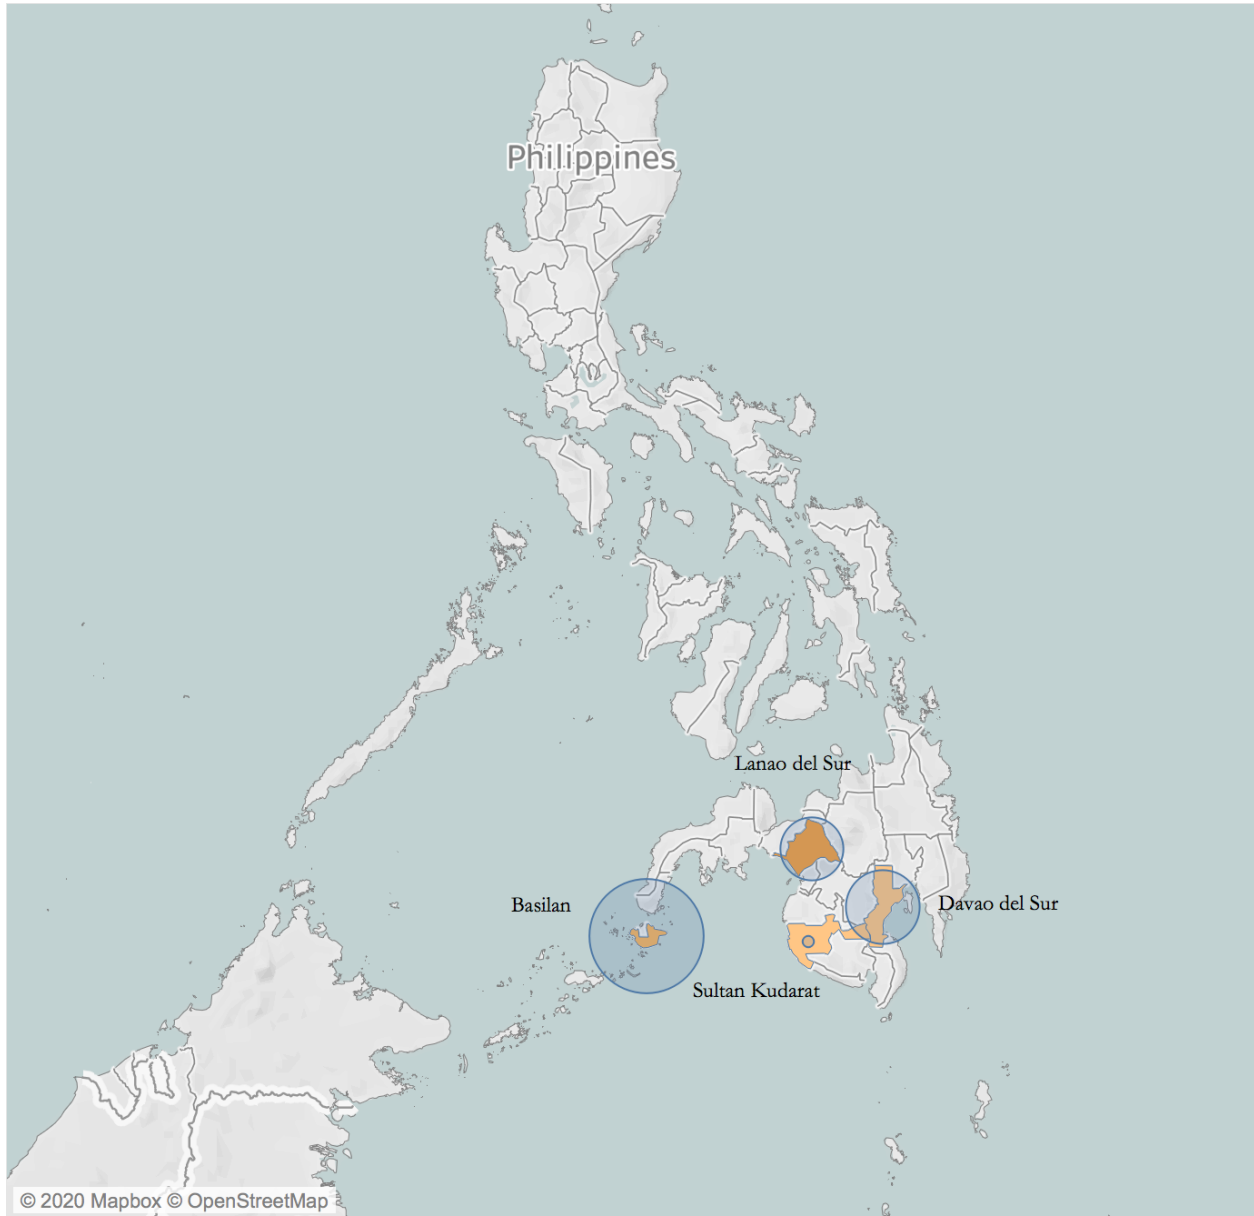 Philippines
Lanao del Sur
Basilan
Davao del Sur
Sultan Kudarat
© 2020 Mapbox © OpenStreetMap